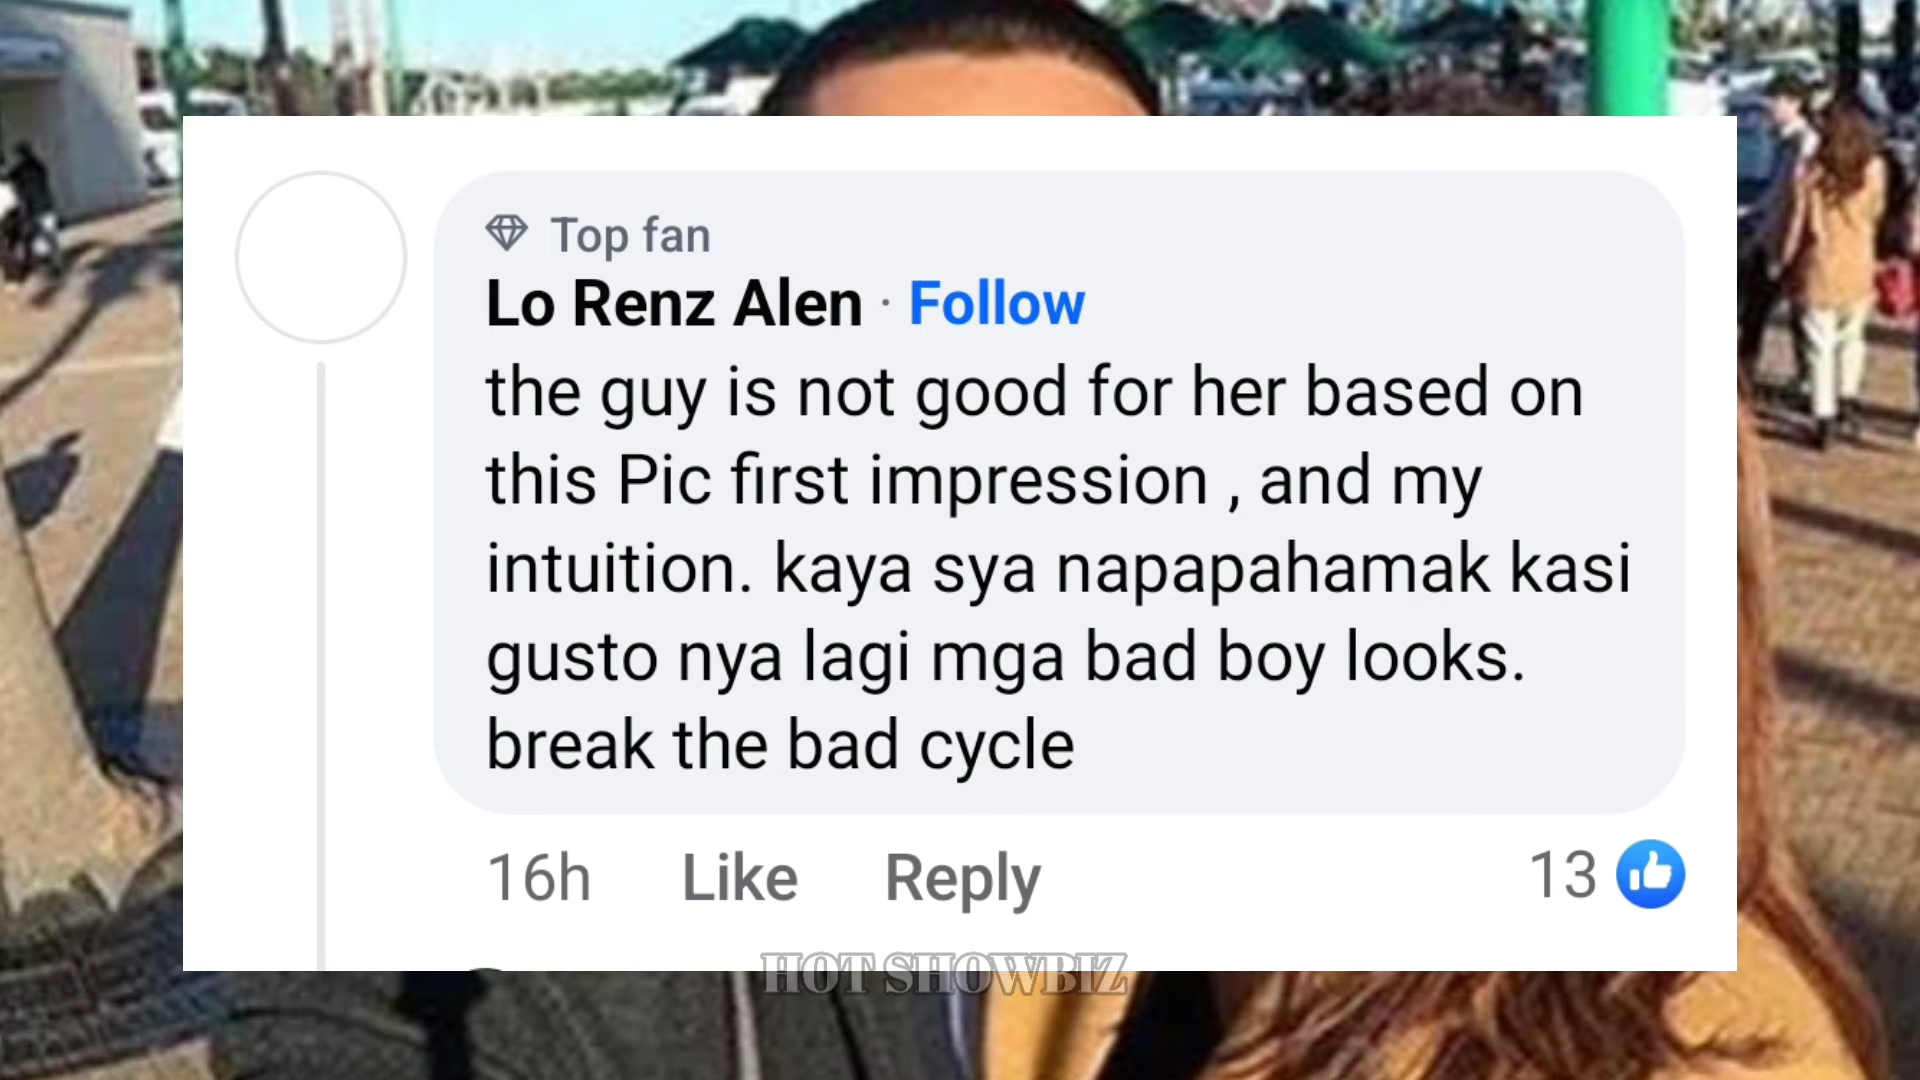 Top fan
Lo Renz Alen · Follow
the guy is not good for her based on
this Pic first impression , and my
intuition. kaya sya napapahamak kasi
gusto nya lagi mga bad boy looks.
break the bad cycle
16h Like Reply 13
HOT SHOWBIZ